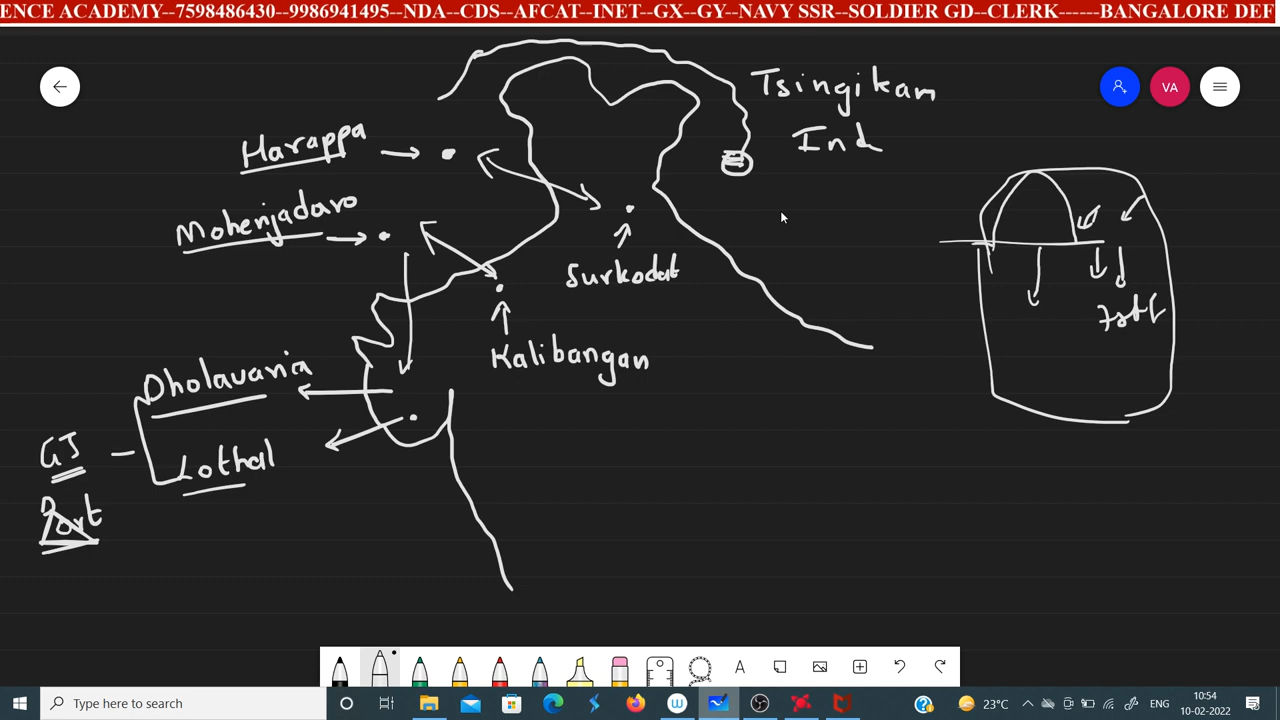 ENCE ACADEMY--7598486430--9986941495--NDA--CDS--AFCAT--INET--GX--GY--NAVY SSR--SOLDIER GD--CLERK------BANGALORE DEF
VA
Tsingikan
Ind
Harappa
Mohenjadaro
Surkodat
Kalibangan
Dholavaria
GJ
Lothal
Port
A
Type here to search
23°C
ENG
10:54
10-02-2022